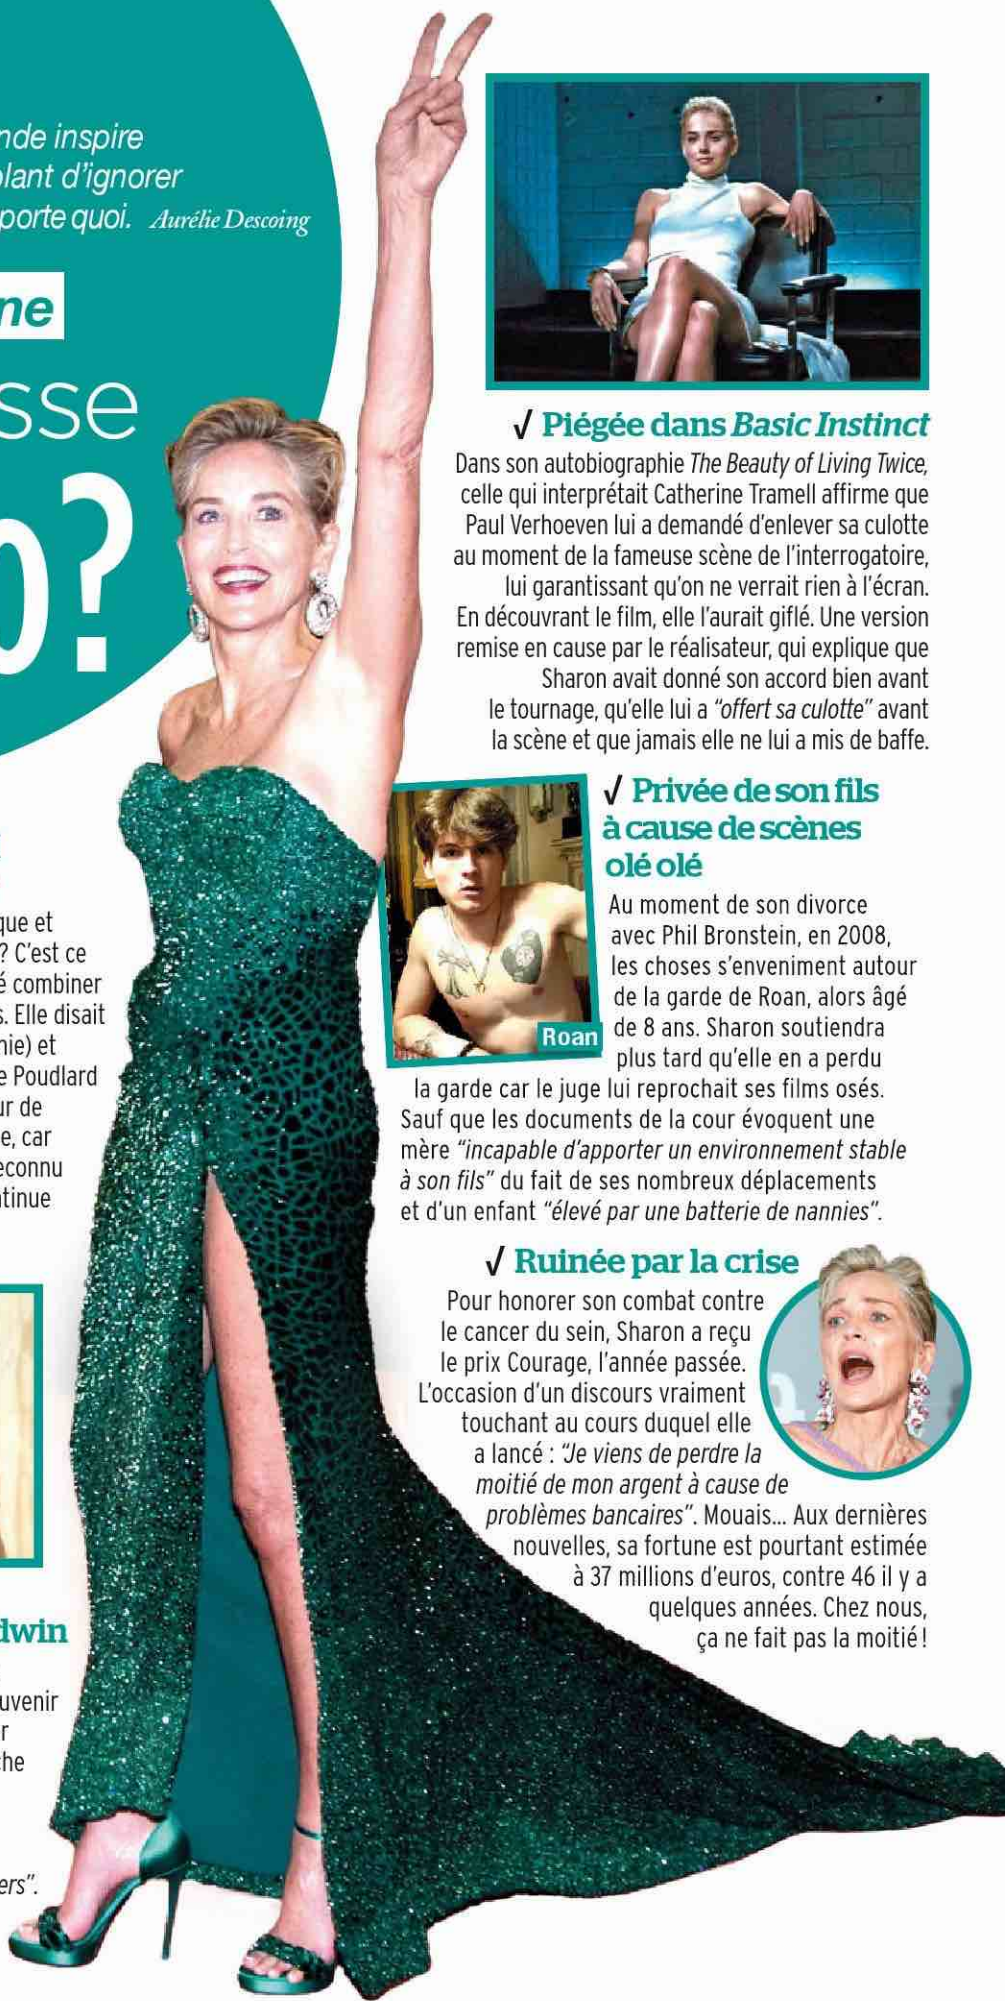 nde inspire
lant d'ignorer
porte quoi. Aurélie Descoing
ne
sse
?
que et
? C'est ce
é combiner
s. Elle disait
nie) et
e Poudlard
ur de
e, car
econnu
tinue
dwin
uvenir
r
che
ers".
√ Piégée dans Basic Instinct
Dans son autobiographie The Beauty of Living Twice,
celle qui interprétait Catherine Tramell affirme que
Paul Verhoeven lui a demandé d'enlever sa culotte
au moment de la fameuse scène de l'interrogatoire,
lui garantissant qu'on ne verrait rien à l'écran.
En découvrant le film, elle l'aurait giflé. Une version
remise en cause par le réalisateur, qui explique que
Sharon avait donné son accord bien avant
le tournage, qu'elle lui a "offert sa culotte" avant
la scène et que jamais elle ne lui a mis de baffe.
√ Privée de son fils
à cause de scènes
olé olé
Au moment de son divorce
avec Phil Bronstein, en 2008,
les choses s'enveniment autour
de la garde de Roan, alors âgé
de 8 ans. Sharon soutiendra
plus tard qu'elle en a perdu
la garde car le juge lui reprochait ses films osés.
Sauf que les documents de la cour évoquent une
mère "incapable d'apporter un environnement stable
à son fils" du fait de ses nombreux déplacements
et d'un enfant "élevé par une batterie de nannies".
Roan
√ Ruinée par la crise
Pour honorer son combat contre
le cancer du sein, Sharon a reçu
le prix Courage, l'année passée.
L'occasion d'un discours vraiment
touchant au cours duquel elle
a lancé : "Je viens de perdre la
moitié de mon argent à cause de
problèmes bancaires". Mouais... Aux dernières
nouvelles, sa fortune est pourtant estimée
à 37 millions d'euros, contre 46 il y a
quelques années. Chez nous,
ça ne fait pas la moitié !